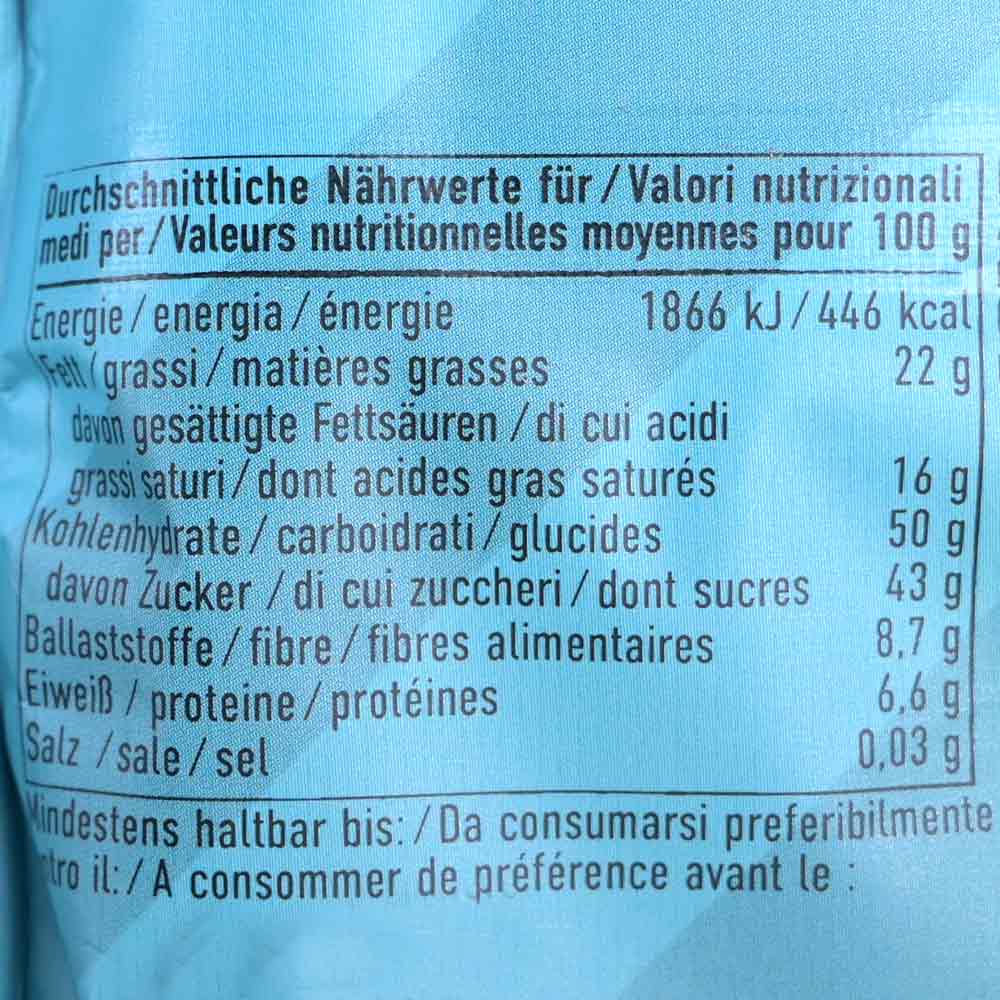 Durchschnittliche Nährwerte für / Valori nutrizionali
medi per / Valeurs nutritionnelles moyennes pour 100 g
Energie / energia / énergie 1866 kJ / 446 kcal
Fett / grassi / matières grasses 22 g
davon gesättigte Fettsäuren / di cui acidi
grassi saturi / dont acides gras saturés 16 g
Kohlenhydrate / carboidrati / glucides 50 g
davon Zucker / di cui zuccheri / dont sucres 43 g
Ballaststoffe / fibre / fibres alimentaires 8,7 g
Eiweiß / proteine / protéines 6,6 g
Salz / sale / sel 0,03 g
Mindestens haltbar bis: / Da consumarsi preferibilmente
il: / A consommer de préférence avant le :